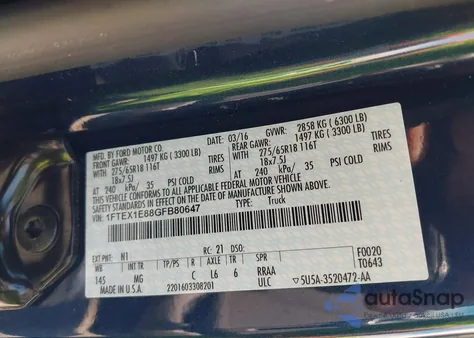 MFD. BY FORD MOTOR CO.
DATE: 03/16 GVWR: 2858 KG (6300 LB)
FRONT GAWR: 1497 KG (3300 LB) REAR GAWR: 1497 KG (3300 LB)
275/65R18 116T TIRES 275/65R18 116T TIRES
18x7.5J RIMS 18x7.5J RIMS
AT 240 kPa/ 35 PSI COLD AT 240 kPa/ 35 PSI COLD
THIS VEHICLE CONFORMS TO ALL APPLICABLE FEDERAL MOTOR VEHICLE
SAFETY AND THEFT PREVENTION STANDARDS IN EFFECT ON THE DATE OF
MANUFACTURE SHOWN ABOVE.
VIN: 1FTEX1E88GFB80647 TYPE: Truck
EXT PNT: N1 RC: 21 DSO: F0020
WB INT TR TP/PS R AXLE TR SPR T0643
145 MG C L6 6 RRAA
MADE IN U.S.A. 2201603308201 ULC ▽5U5A-3520472-AA
autoSnap